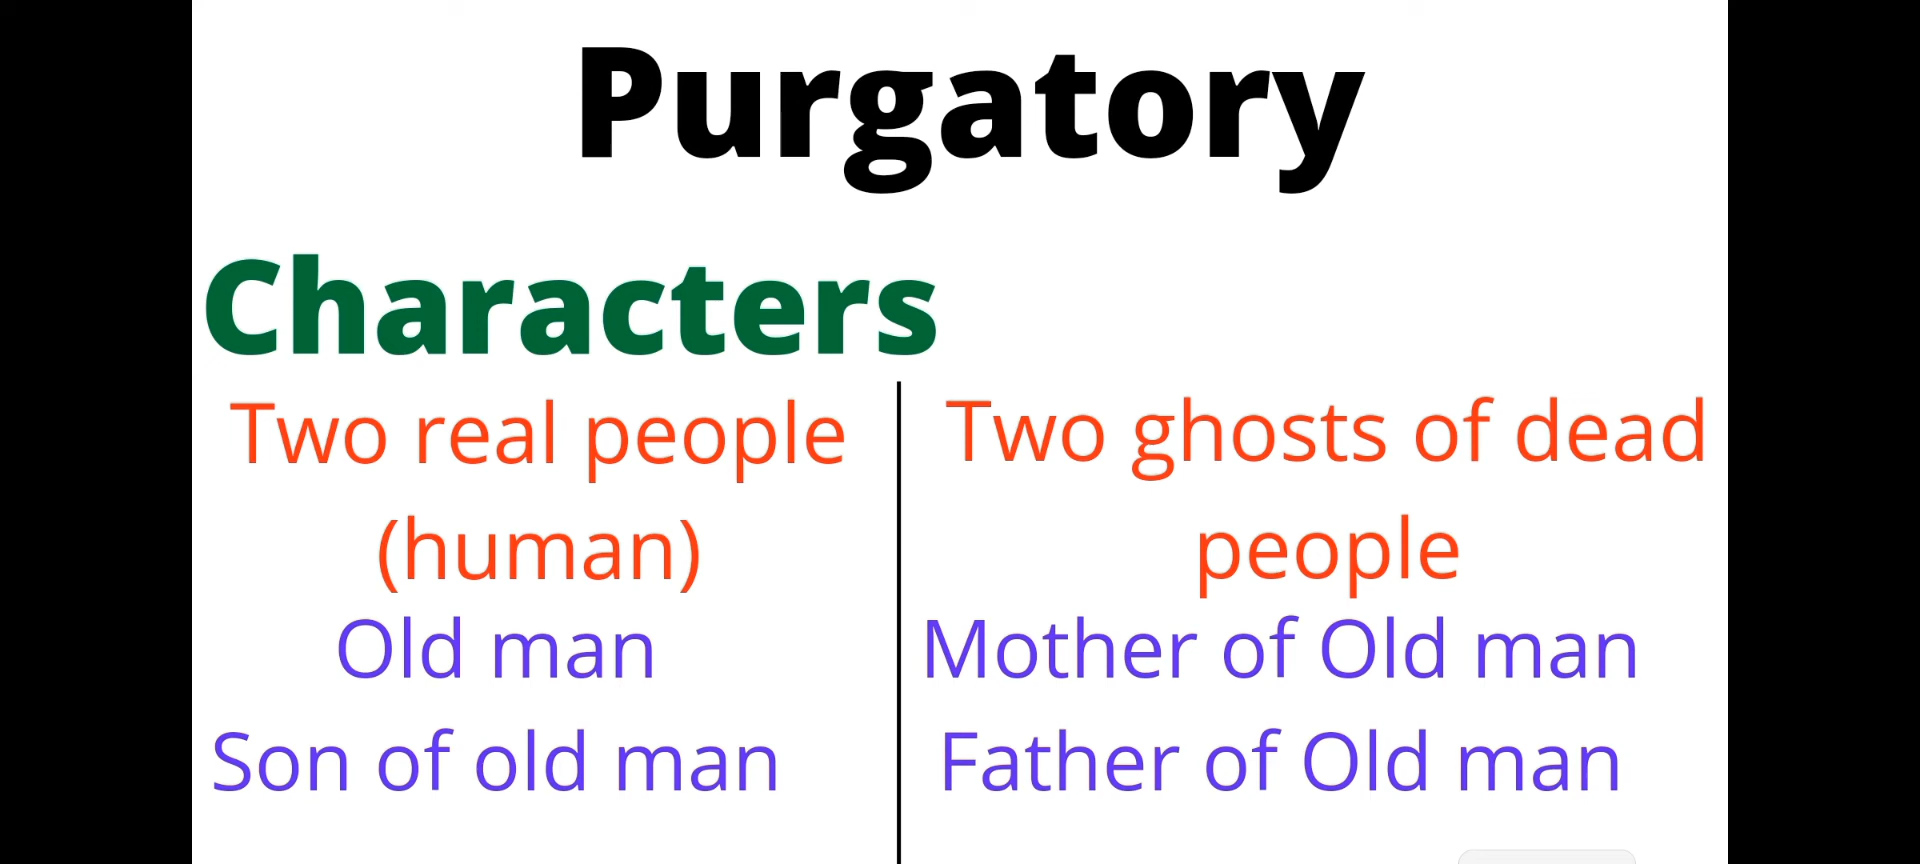 Purgatory
Characters
Two real people
(human)
Old man
Son of old man
Two ghosts of dead
people
Mother of Old man
Father of Old man